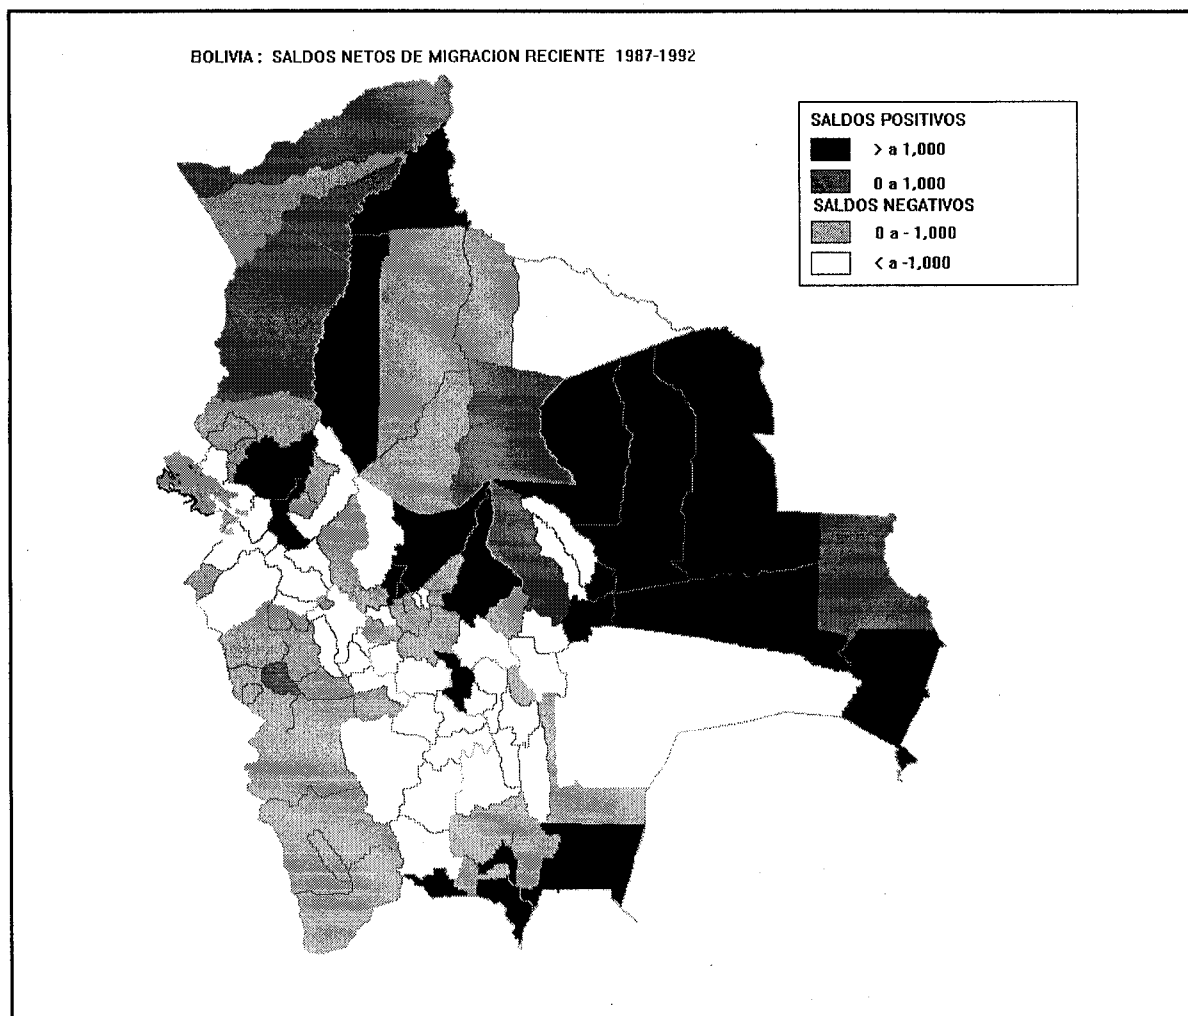 BOLIVIA : SALDOS NETOS DE MIGRACION RECIENTE 1987-1992
SALDOS POSITIVOS
> a 1,000
0 a 1,000
SALDOS NEGATIVOS
0 a - 1,000
< a -1,000